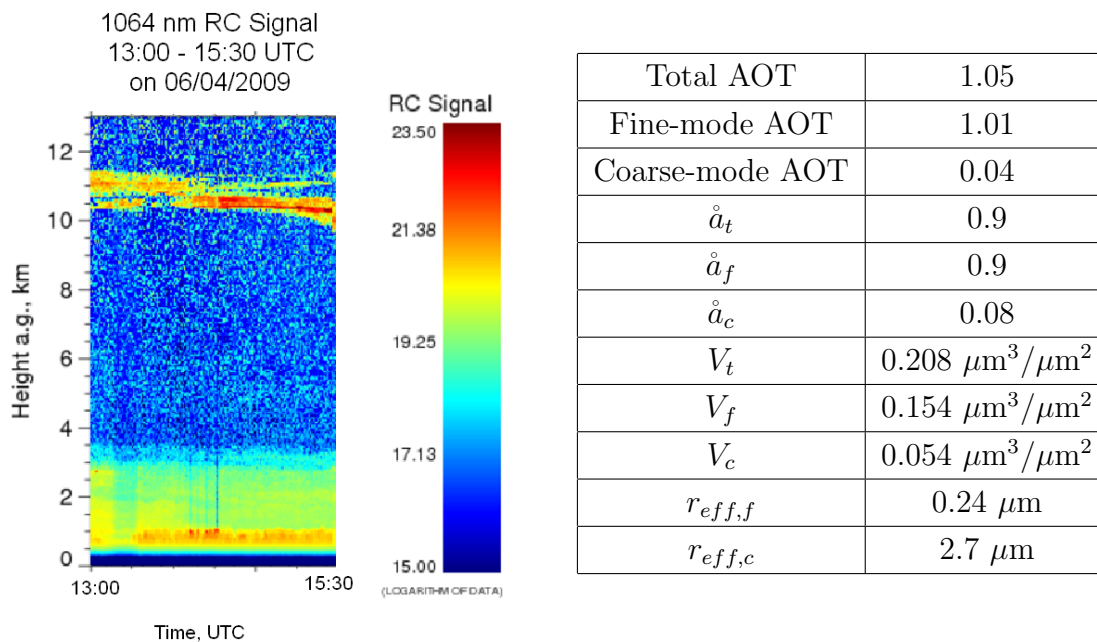 1064 nm RC Signal
13:00 - 15:30 UTC
on 06/04/2009
RC Signal
23.50
21.38
19.25
17.13
15.00
(LOGARITHM OF DATA)
Height a.g., km
12
10
8
6
4
2
0
13:00
15:30
Time, UTC
Total AOT 1.05
Fine-mode AOT 1.01
Coarse-mode AOT 0.04
å_t 0.9
å_f 0.9
å_c 0.08
V_t 0.208 μm³/μm²
V_f 0.154 μm³/μm²
V_c 0.054 μm³/μm²
r_{eff,f} 0.24 μm
r_{eff,c} 2.7 μm